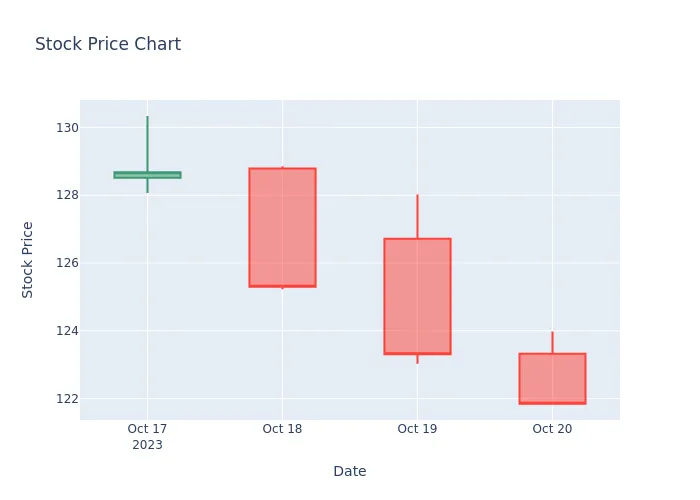 Stock Price Chart
130
128
126
124
122
Stock Price
Oct 17
2023
Oct 18
Oct 19
Oct 20
Date